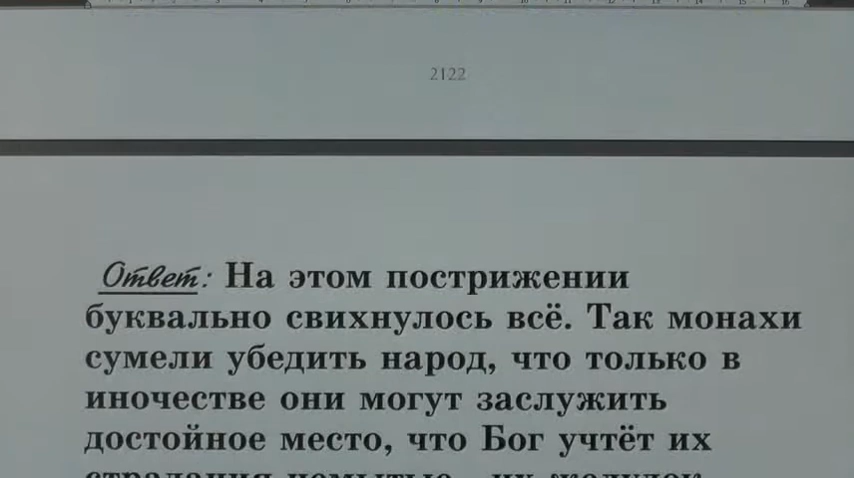 2122
Ответ: На этом пострижении
буквально свихнулось всё. Так монахи
сумели убедить народ, что только в
иночестве они могут заслужить
достойное место, что Бог учтёт их